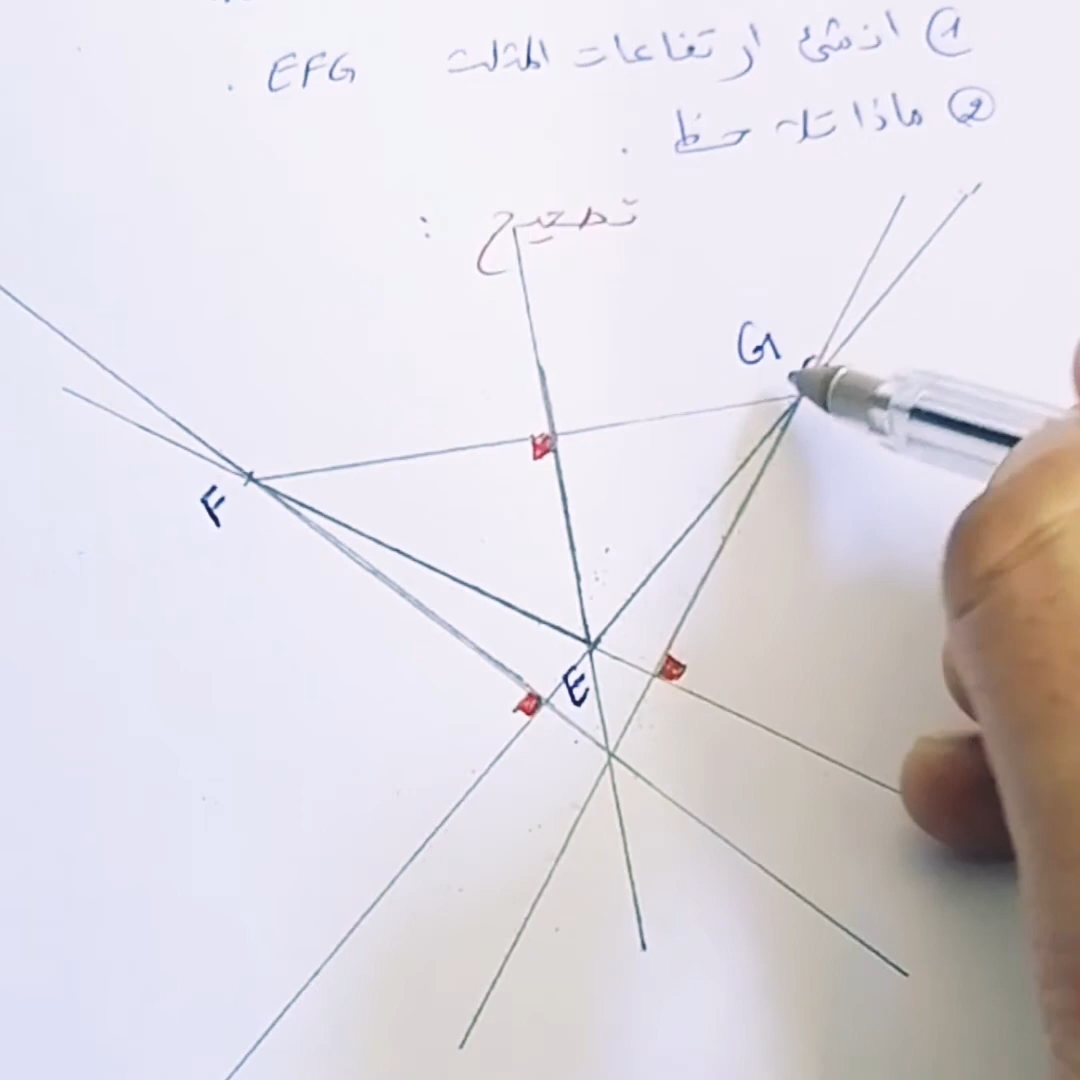 ① انشئ ارتفاعات المثلث EFG .
② ماذا تلاحظ .
تصحيح :
G
F
E